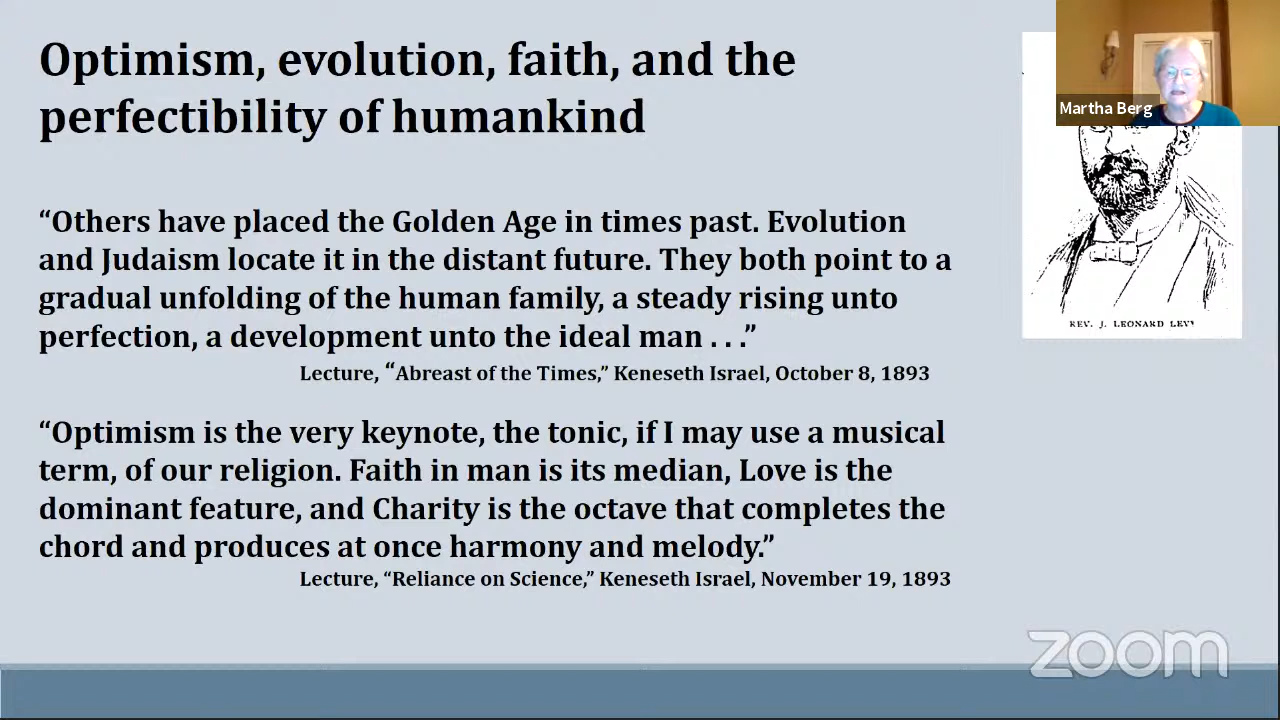 Optimism, evolution, faith, and the
perfectibility of humankind
“Others have placed the Golden Age in times past. Evolution
and Judaism locate it in the distant future. They both point to a
gradual unfolding of the human family, a steady rising unto
perfection, a development unto the ideal man . . .”
Lecture, “Abreast of the Times,” Keneseth Israel, October 8, 1893
“Optimism is the very keynote, the tonic, if I may use a musical
term, of our religion. Faith in man is its median, Love is the
dominant feature, and Charity is the octave that completes the
chord and produces at once harmony and melody.”
Lecture, “Reliance on Science,” Keneseth Israel, November 19, 1893
Martha Berg
REV. J. LEONARD LEVY
zoom